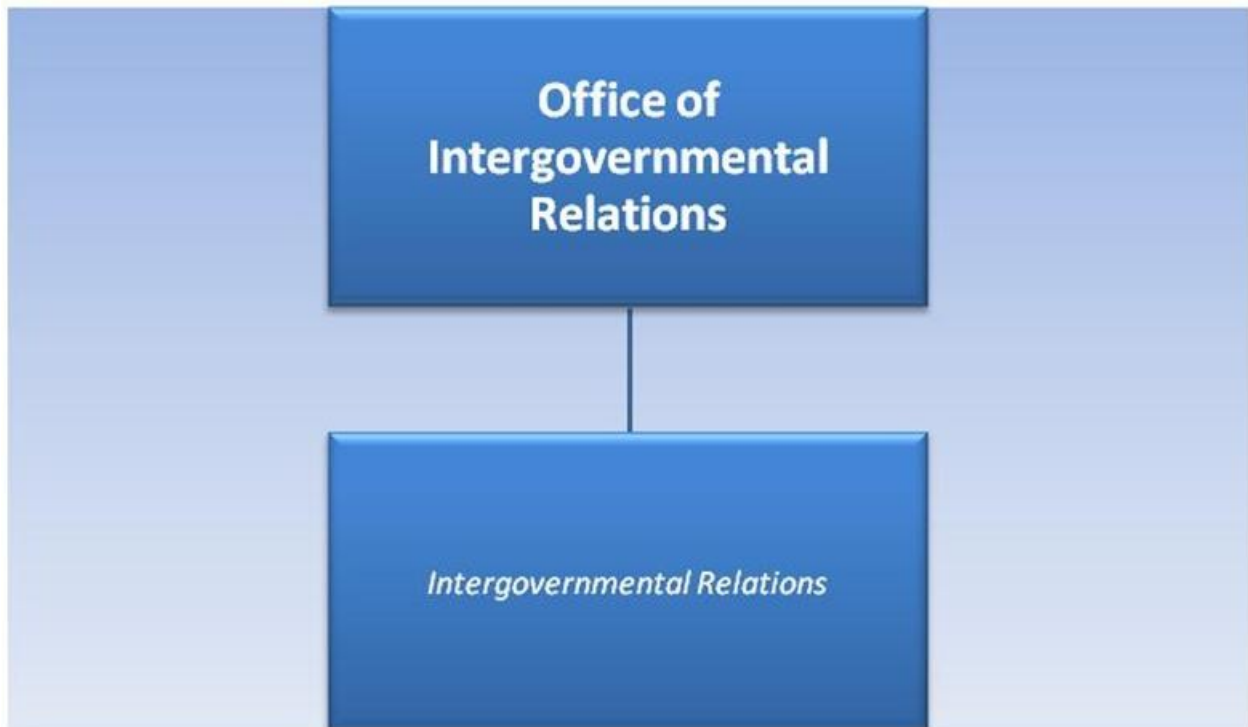 Office of
Intergovernmental
Relations
Intergovernmental Relations